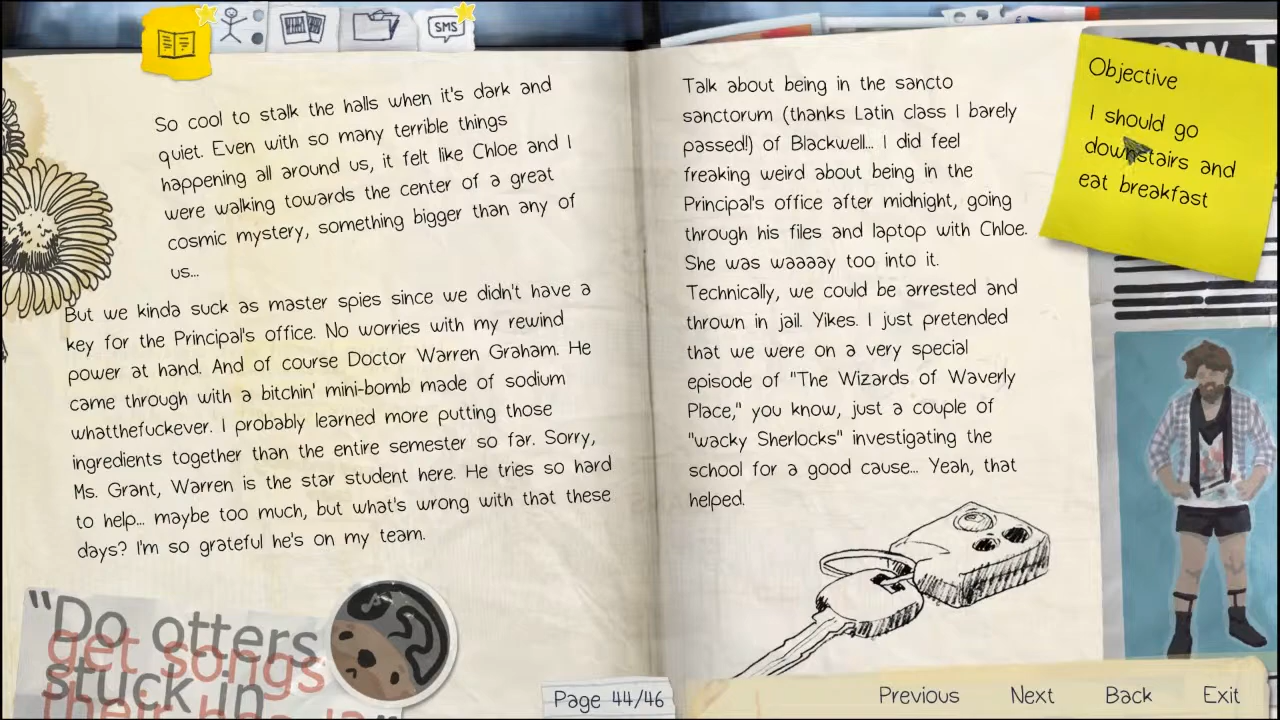 SMS
So cool to stalk the halls when it's dark and
quiet. Even with so many terrible things
happening all around us, it felt like Chloe and I
were walking towards the center of a great
cosmic mystery, something bigger than any of
us...
But we kinda suck as master spies since we didn't have a
key for the Principal's office. No worries with my rewind
power at hand. And of course Doctor Warren Graham. He
came through with a bitchin' mini-bomb made of sodium
whatthefuckever. I probably learned more putting those
ingredients together than the entire semester so far. Sorry,
Ms. Grant, Warren is the star student here. He tries so hard
to help... maybe too much, but what's wrong with that these
days? I'm so grateful he's on my team.
"Do otters
get songs
stuck in
Talk about being in the sancto
sanctorum (thanks Latin class I barely
passed!) of Blackwell... I did feel
freaking weird about being in the
Principal's office after midnight, going
through his files and laptop with Chloe.
She was waaaay too into it.
Technically, we could be arrested and
thrown in jail. Yikes. I just pretended
that we were on a very special
episode of "The Wizards of Waverly
Place," you know, just a couple of
"wacky Sherlocks" investigating the
school for a good cause... Yeah, that
helped.
Objective
I should go
downstairs and
eat breakfast
Page 44/46
Previous Next Back Exit